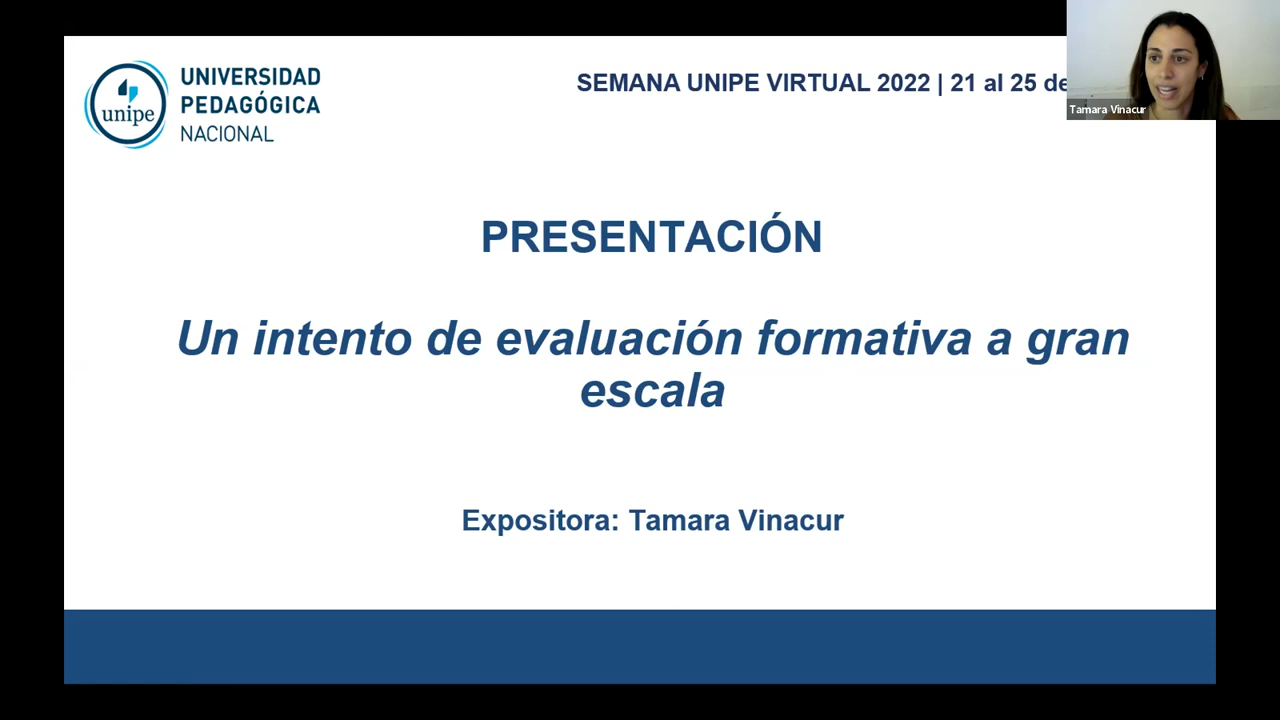 unipe
UNIVERSIDAD
PEDAGÓGICA
NACIONAL
SEMANA UNIPE VIRTUAL 2022 | 21 al 25 de
Tamara Vinacur
PRESENTACIÓN
Un intento de evaluación formativa a gran
escala
Expositora: Tamara Vinacur